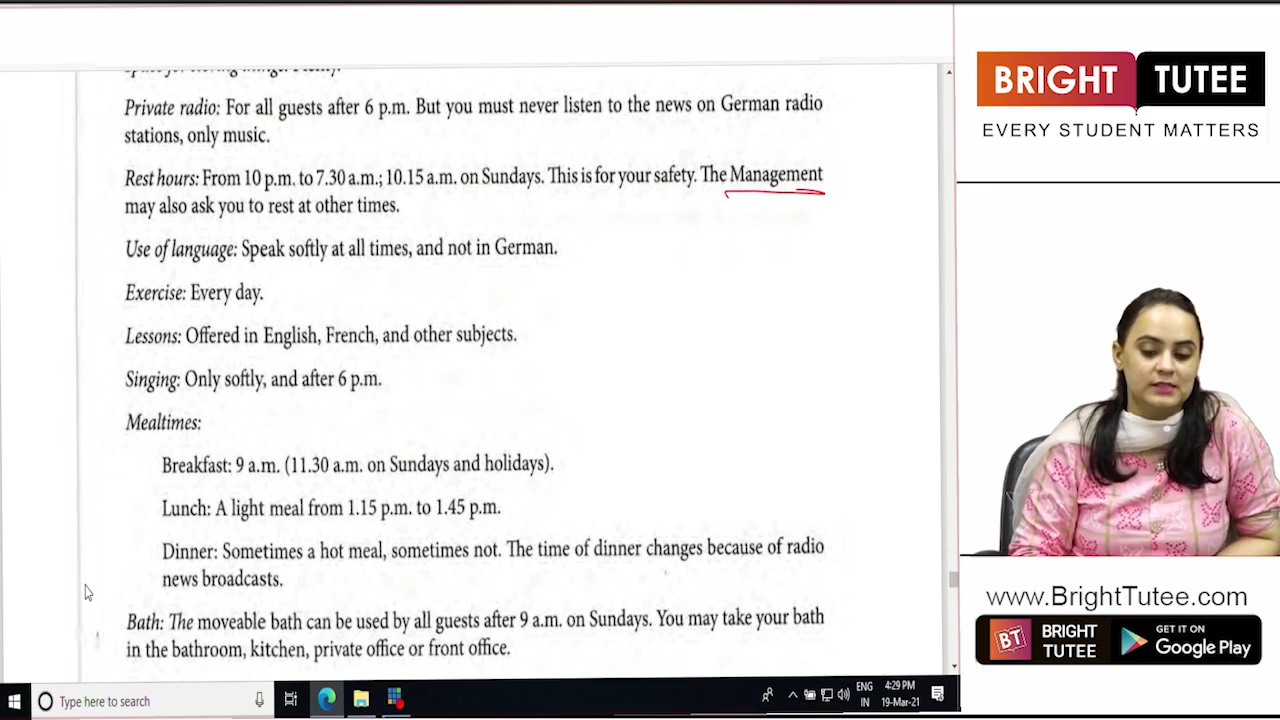 Private radio: For all guests after 6 p.m. But you must never listen to the news on German radio
stations, only music.
Rest hours: From 10 p.m. to 7.30 a.m.; 10.15 a.m. on Sundays. This is for your safety. The Management
may also ask you to rest at other times.
Use of language: Speak softly at all times, and not in German.
Exercise: Every day.
Lessons: Offered in English, French, and other subjects.
Singing: Only softly, and after 6 p.m.
Mealtimes:
Breakfast: 9 a.m. (11.30 a.m. on Sundays and holidays).
Lunch: A light meal from 1.15 p.m. to 1.45 p.m.
Dinner: Sometimes a hot meal, sometimes not. The time of dinner changes because of radio
news broadcasts.
Bath: The moveable bath can be used by all guests after 9 a.m. on Sundays. You may take your bath
in the bathroom, kitchen, private office or front office.
BRIGHT TUTEE
EVERY STUDENT MATTERS
www.BrightTutee.com
BT
BRIGHT
TUTEE
GET IT ON
Google Play
Type here to search
ENG
IN
4:29 PM
19-Mar-21